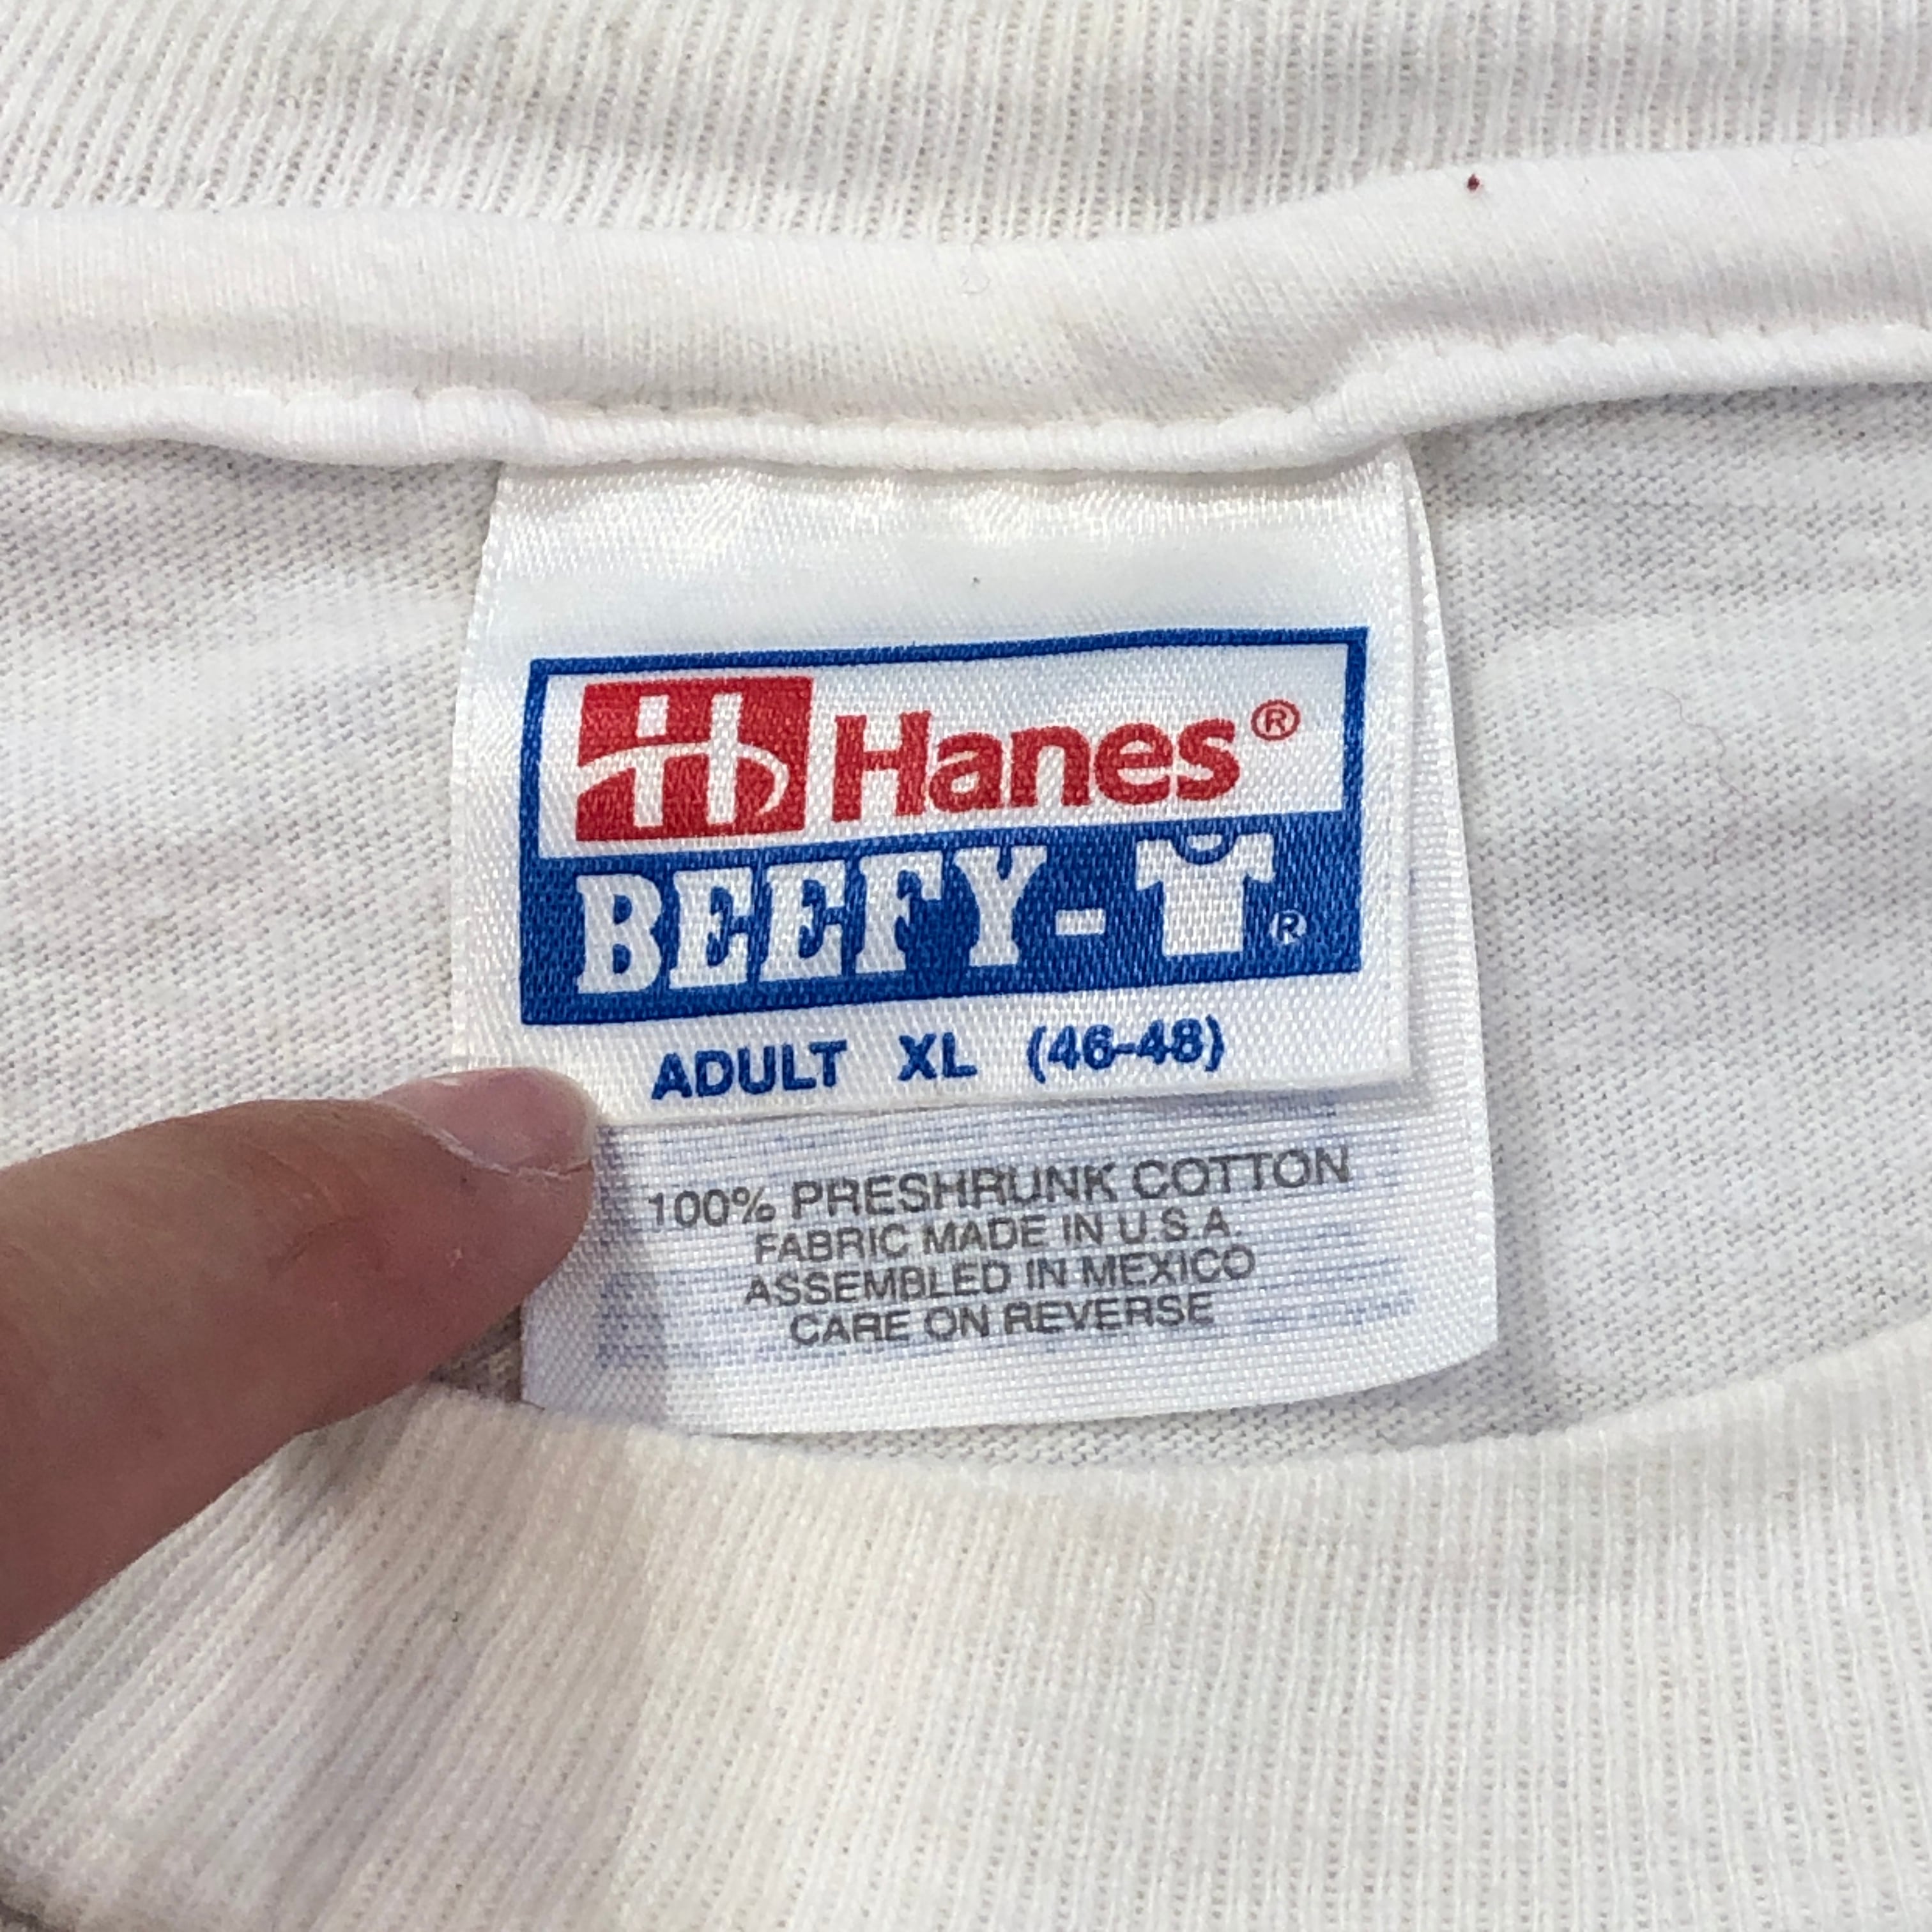 Hanes®
BEEFY-T®
ADULT XL (46-48)
100% PRESHRUNK COTTON
FABRIC MADE IN U.S.A.
ASSEMBLED IN MEXICO
CARE ON REVERSE